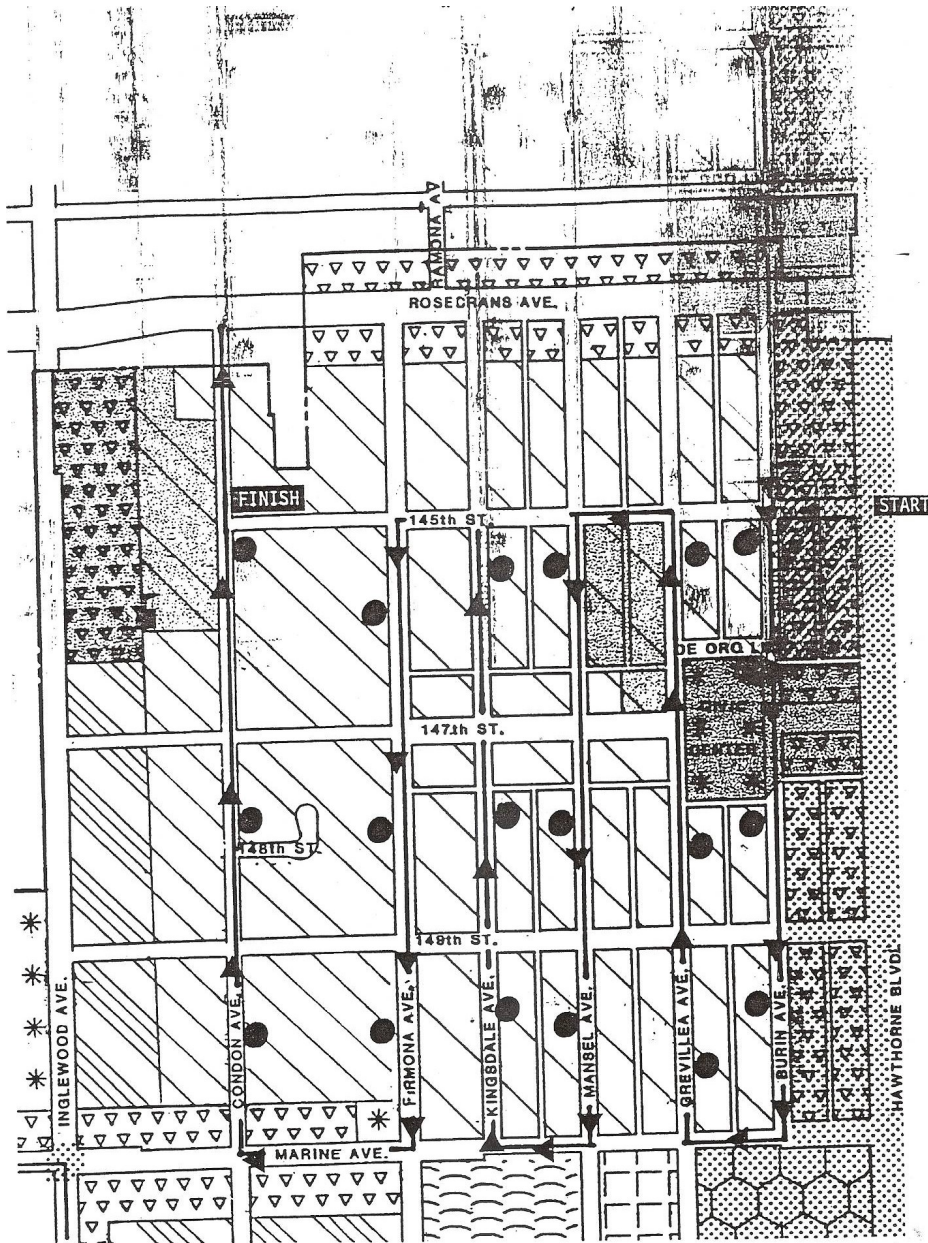 RAMONA AV
ROSECRANS AVE.
FINISH
145th ST.
START
DE ORO L
CIVIC
CENTER
147th ST.
148th ST.
149th ST.
INGLEWOOD AVE.
CONDON AVE.
FIRMONA AVE.
KINGSDALE AVE.
MANSEL AVE.
GREVILLEA AVE.
BURIN AVE.
HAWTHORNE BLVD.
MARINE AVE.